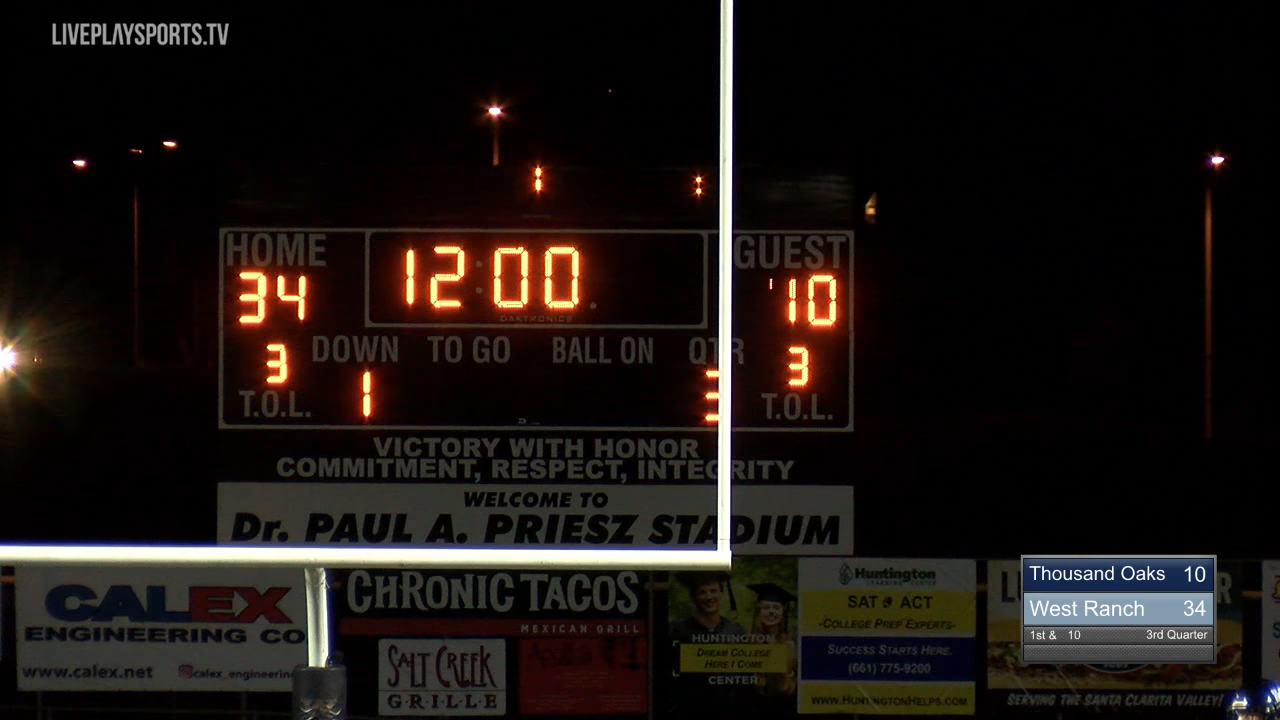 LIVEPLAYSPORTS.TV
HOME
12:00
GUEST
34
10
DAKTRONICS
3
DOWN
TO GO
BALL ON
QTR
3
1
3
T.O.L.
T.O.L.
VICTORY WITH HONOR
COMMITMENT, RESPECT, INTEGRITY
WELCOME TO
Dr. PAUL A. PRIESZ STADIUM
CALEX
ENGINEERING CO
www.calex.net
calex_engineering
CHRONIC TACOS
MEXICAN GRILL
SALT CREEK
GRILLE
HUNTINGTON
DREAM COLLEGE
HERE I COME
CENTER
Huntington
LEARNING CENTER
SAT ACT
-COLLEGE PREP EXPERTS-
SUCCESS STARTS HERE.
(661) 775-9200
WWW.HUNTINGTONHELPS.COM
SERVING THE SANTA CLARITA VALLEY!
Thousand Oaks 10
West Ranch 34
1st & 10 3rd Quarter